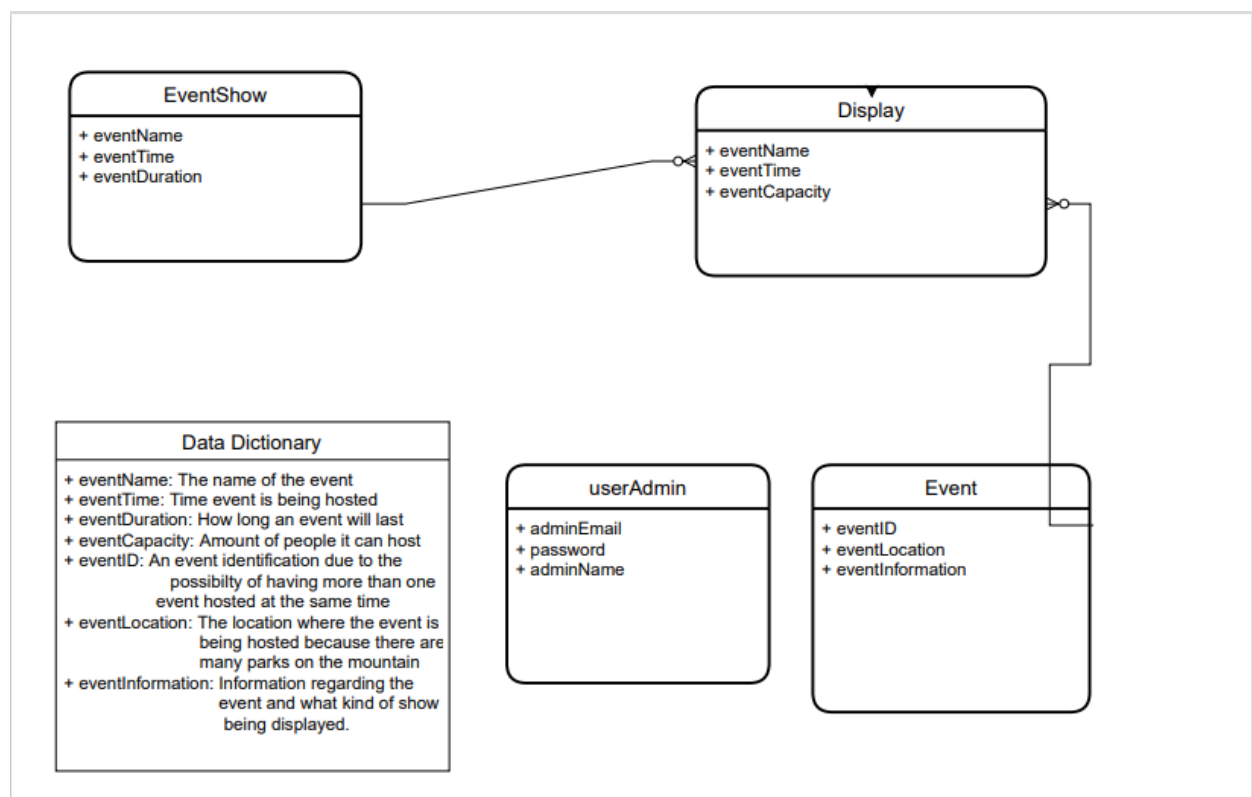 EventShow
+ eventName
+ eventTime
+ eventDuration
Display
+ eventName
+ eventTime
+ eventCapacity
Data Dictionary
+ eventName: The name of the event
+ eventTime: Time event is being hosted
+ eventDuration: How long an event will last
+ eventCapacity: Amount of people it can host
+ eventID: An event identification due to the
possibilty of having more than one
event hosted at the same time
+ eventLocation: The location where the event is
being hosted because there are
many parks on the mountain
+ eventInformation: Information regarding the
event and what kind of show
being displayed.
userAdmin
+ adminEmail
+ password
+ adminName
Event
+ eventID
+ eventLocation
+ eventInformation